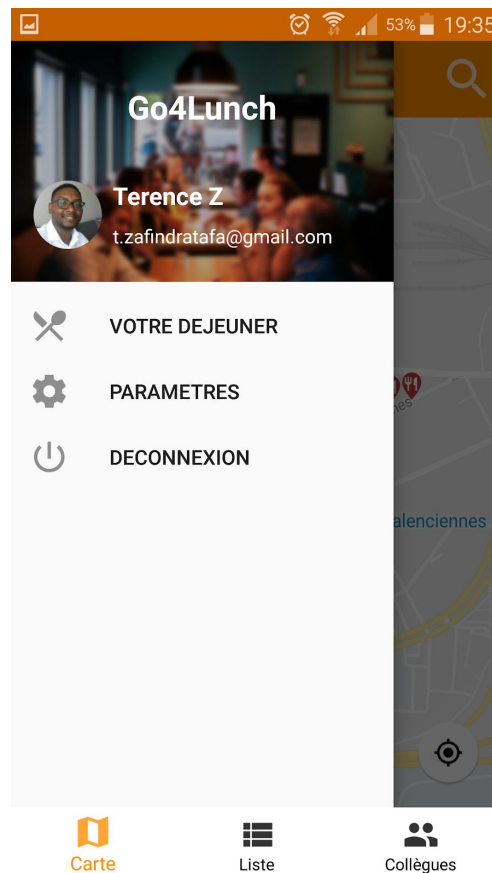 53% 19:35
Go4Lunch
Terence Z
t.zafindratafa@gmail.com
VOTRE DEJEUNER
PARAMETRES
DECONNEXION
alenciennes
Carte
Liste
Collègues